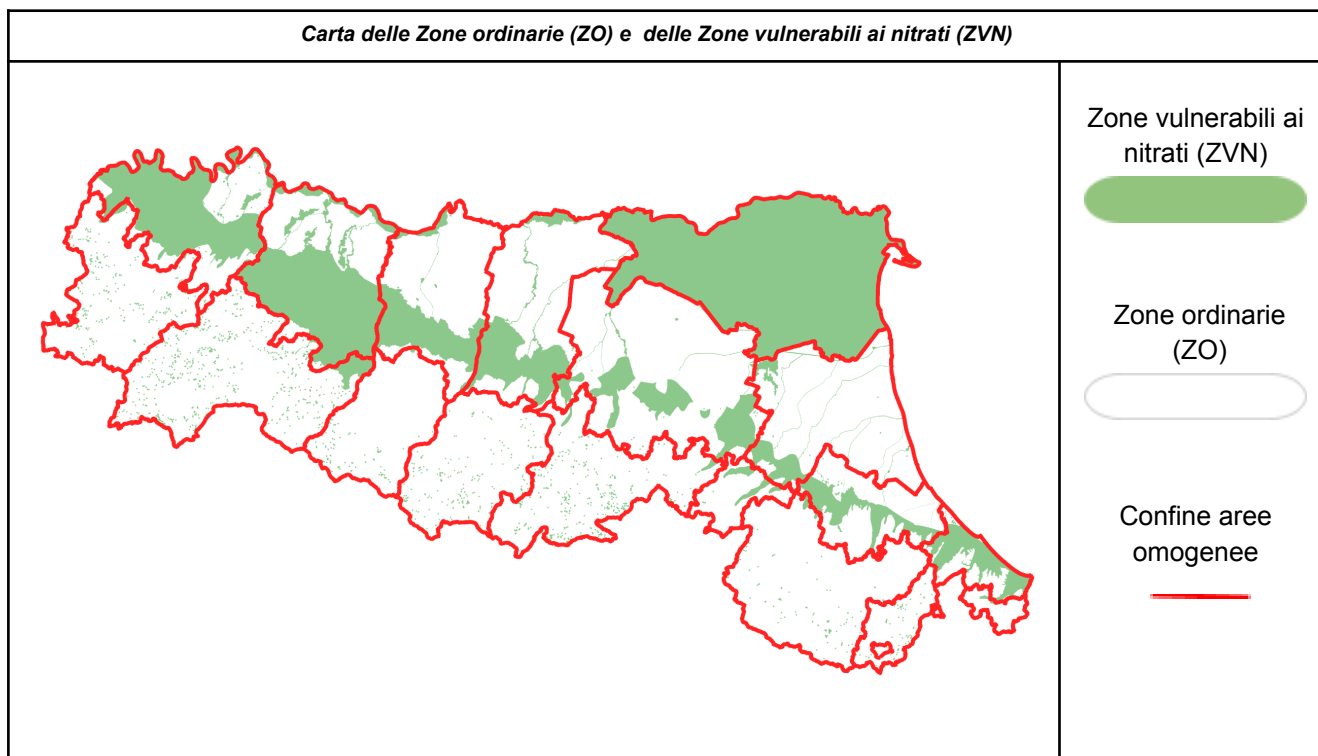 Carta delle Zone ordinarie (ZO) e delle Zone vulnerabili ai nitrati (ZVN)
Zone vulnerabili ai
nitrati (ZVN)
Zone ordinarie
(ZO)
Confine aree
omogenee